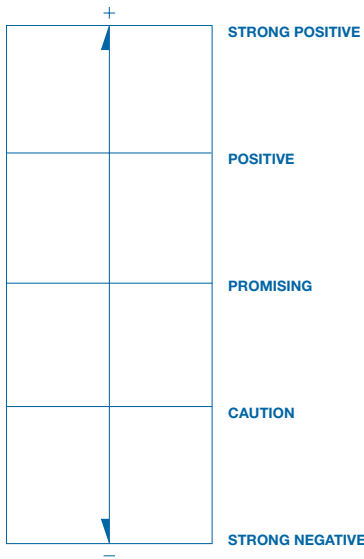 +
STRONG POSITIVE
POSITIVE
PROMISING
CAUTION
STRONG NEGATIVE
−